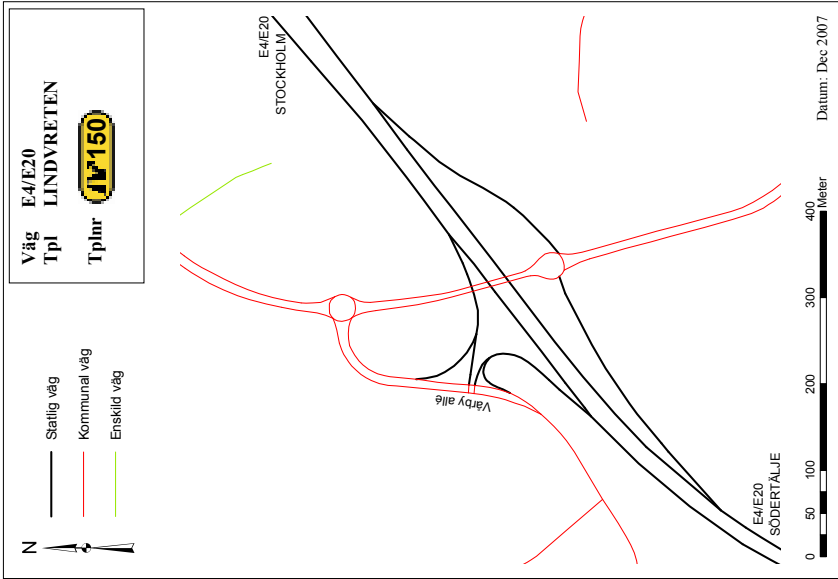 Väg E4/E20
Tpl LINDVRETEN
Tplnr 150
N
Statlig väg
Kommunal väg
Enskild väg
E4/E20
STOCKHOLM
Vårby allé
E4/E20
SÖDERTÄLJE
0 50 100 200 300 400
Meter
Datum: Dec 2007